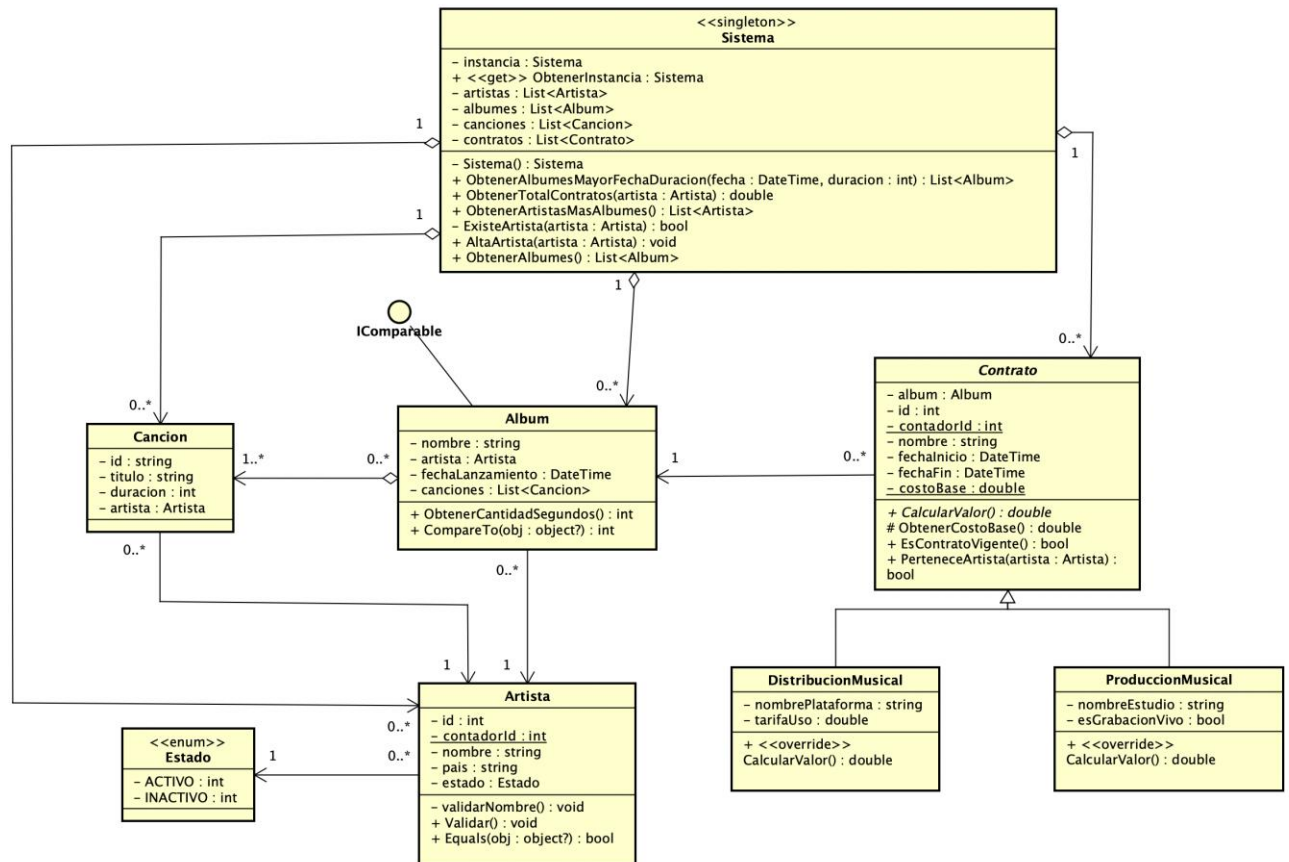 <<singleton>>
Sistema
- instancia : Sistema
+ <<get>> ObtenerInstancia : Sistema
- artistas : List<Artista>
- albumes : List<Album>
- canciones : List<Cancion>
- contratos : List<Contrato>
- Sistema() : Sistema
+ ObtenerAlbumesMayorFechaDuracion(fecha : DateTime, duracion : int) : List<Album>
+ ObtenerTotalContratos(artista : Artista) : double
+ ObtenerArtistasMasAlbumes() : List<Artista>
- ExisteArtista(artista : Artista) : bool
+ AltaArtista(artista : Artista) : void
+ ObtenerAlbumes() : List<Album>
1
1
1
1
IComparable
0..*
0..*
0..*
Cancion
- id : string
- titulo : string
- duracion : int
- artista : Artista
1..*
0..*
Album
- nombre : string
- artista : Artista
- fechaLanzamiento : DateTime
- canciones : List<Cancion>
+ ObtenerCantidadSegundos() : int
+ CompareTo(obj : object?) : int
1
0..*
Contrato
- album : Album
- id : int
- contadorId : int
- nombre : string
- fechaInicio : DateTime
- fechaFin : DateTime
- costoBase : double
+ CalcularValor() : double
# ObtenerCostoBase() : double
+ EsContratoVigente() : bool
+ PerteneceArtista(artista : Artista) :
bool
0..*
0..*
1
1
Artista
- id : int
- contadorId : int
- nombre : string
- pais : string
- estado : Estado
- validarNombre() : void
+ Validar() : void
+ Equals(obj : object?) : bool
0..*
0..*
1
<<enum>>
Estado
- ACTIVO : int
- INACTIVO : int
DistribucionMusical
- nombrePlataforma : string
- tarifaUso : double
+ <<override>>
CalcularValor() : double
ProduccionMusical
- nombreEstudio : string
- esGrabacionVivo : bool
+ <<override>>
CalcularValor() : double